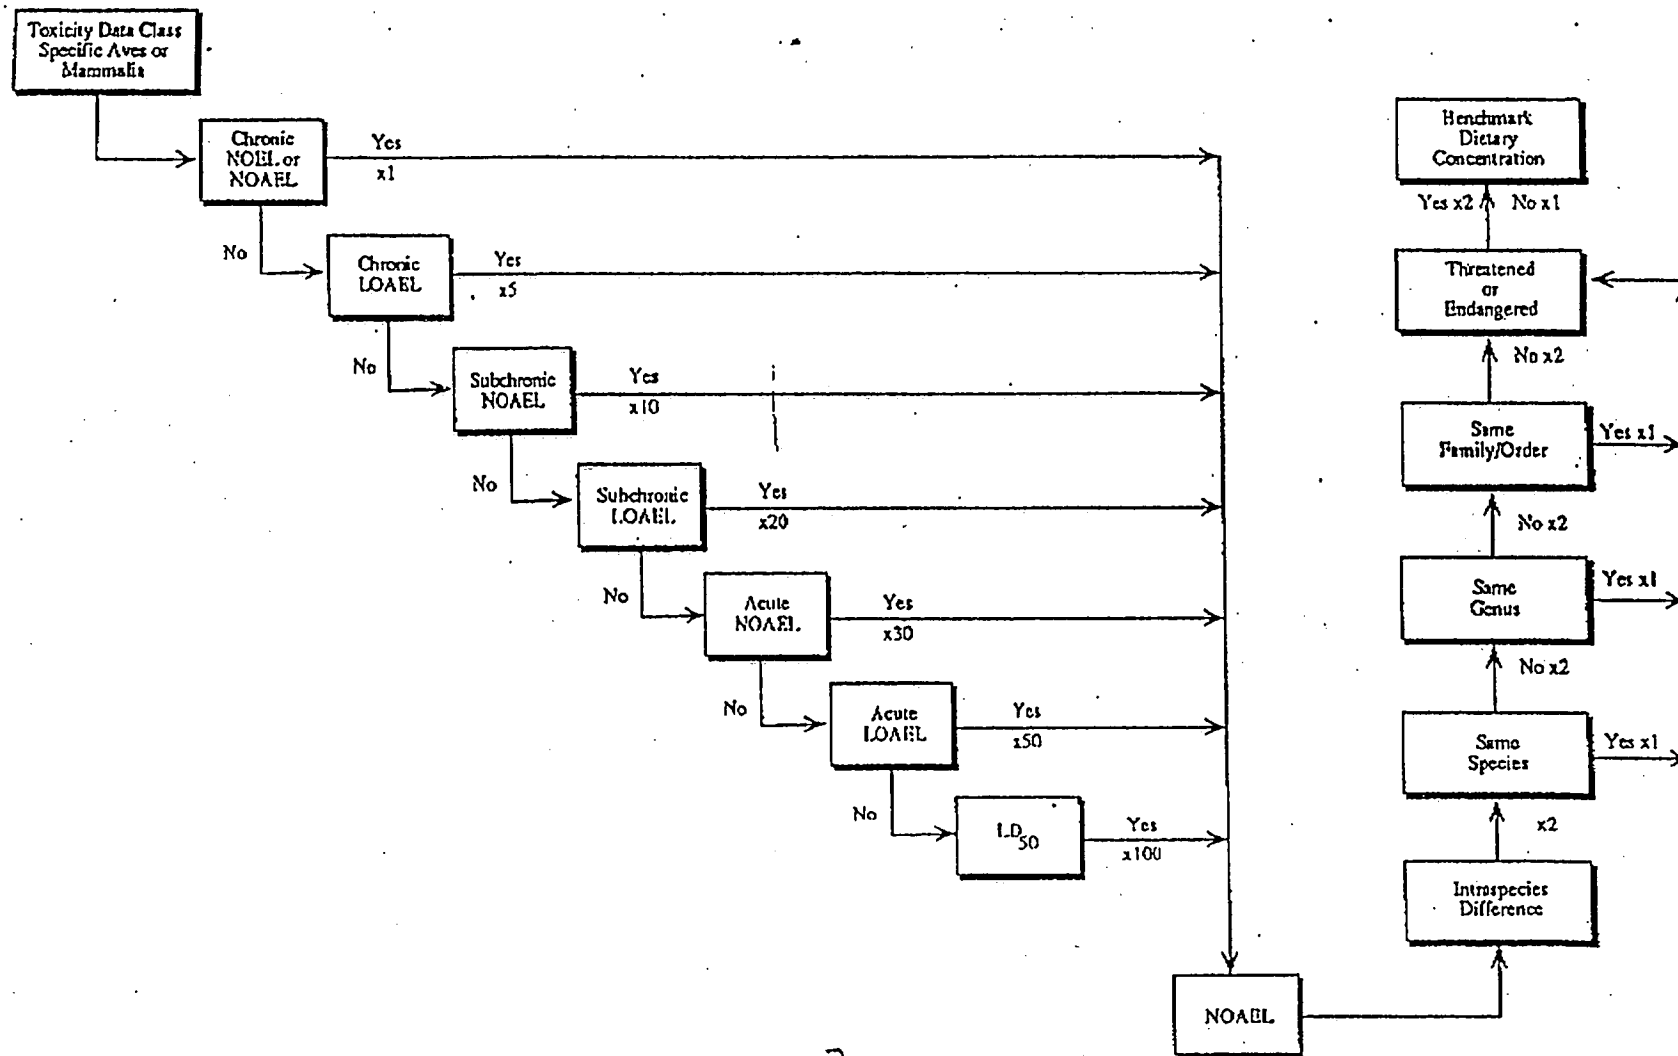 Toxicity Data Class
Specific Aves or
Mammalia
Chronic
NOEL or
NOAEL
Yes
x1
No
Chronic
LOAEL
Yes
x5
No
Subchronic
NOAEL
Yes
x10
No
Subchronic
LOAEL
Yes
x20
No
Acute
NOAEL
Yes
x30
No
Acute
LOAEL
Yes
x50
No
LD50
Yes
x100
NOAEL
Benchmark
Dietary
Concentration
Yes x2
No x1
Threatened
or
Endangered
No x2
Same
Family/Order
Yes x1
No x2
Same
Genus
Yes x1
No x2
Same
Species
Yes x1
x2
Intraspecies
Difference